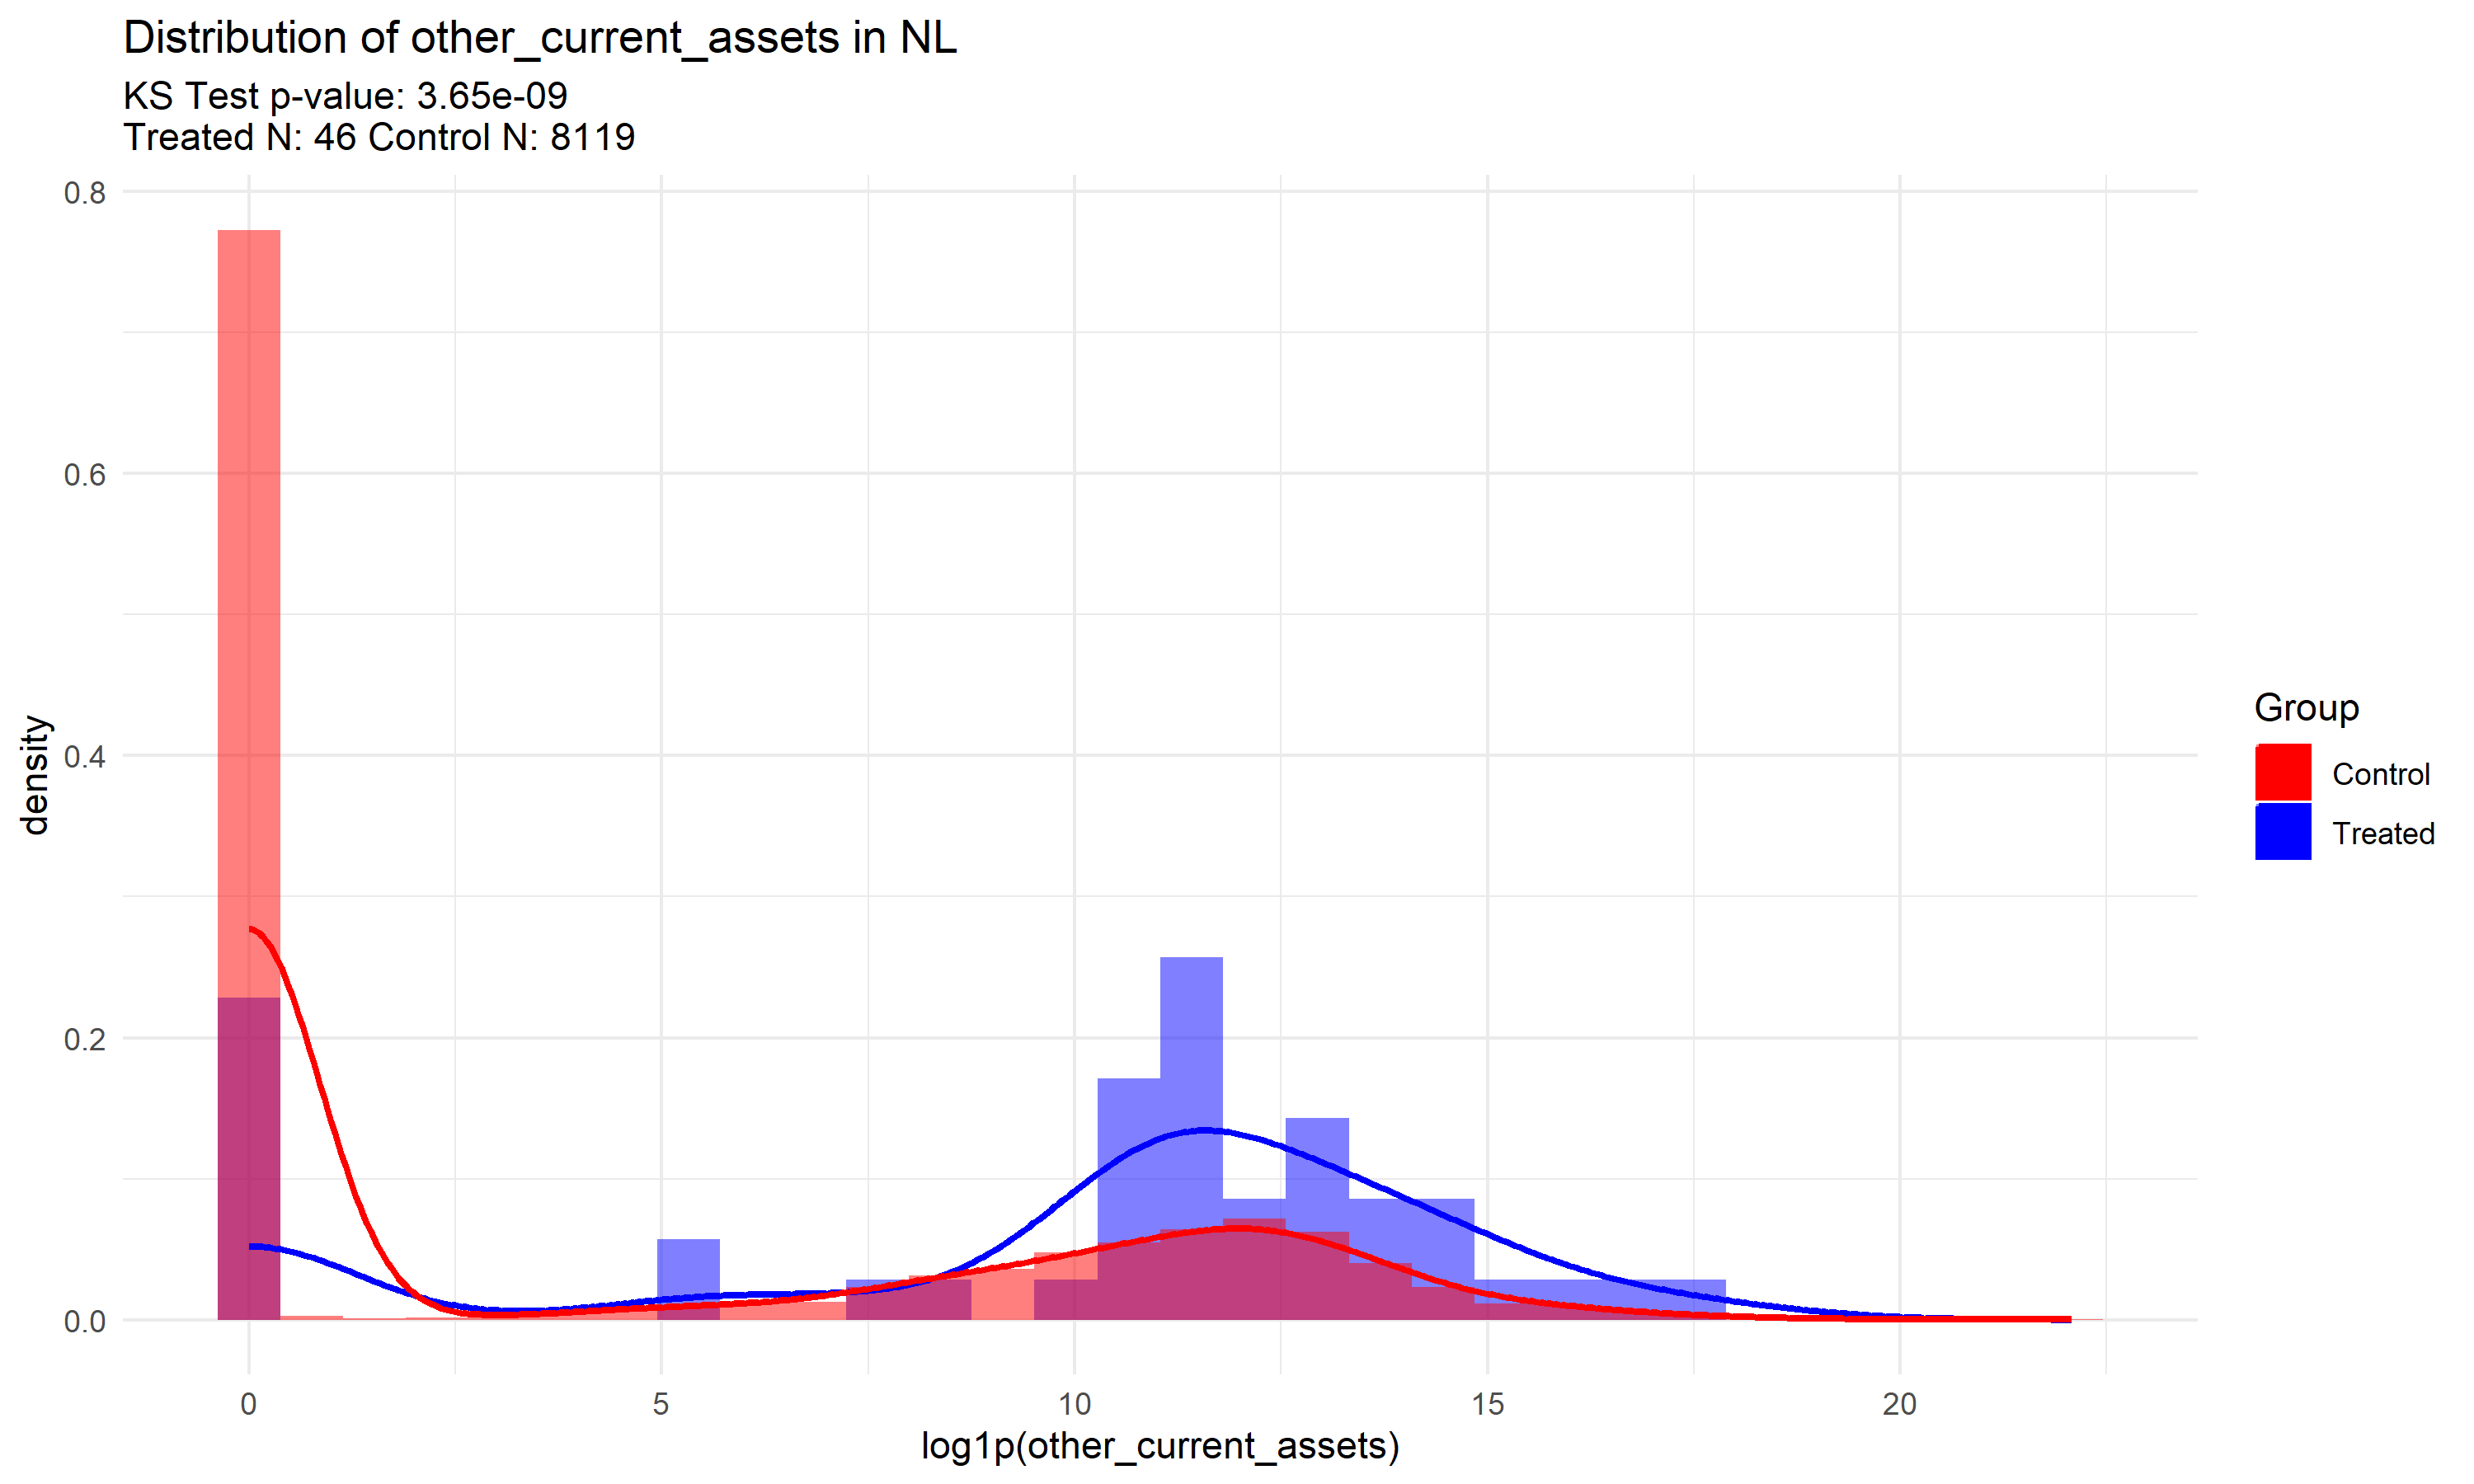 Distribution of other_current_assets in NL
KS Test p-value: 3.65e-09
Treated N: 46 Control N: 8119
0.8
0.6
0.4
0.2
0.0
density
0
5
10
15
20
log1p(other_current_assets)
Group
Control
Treated